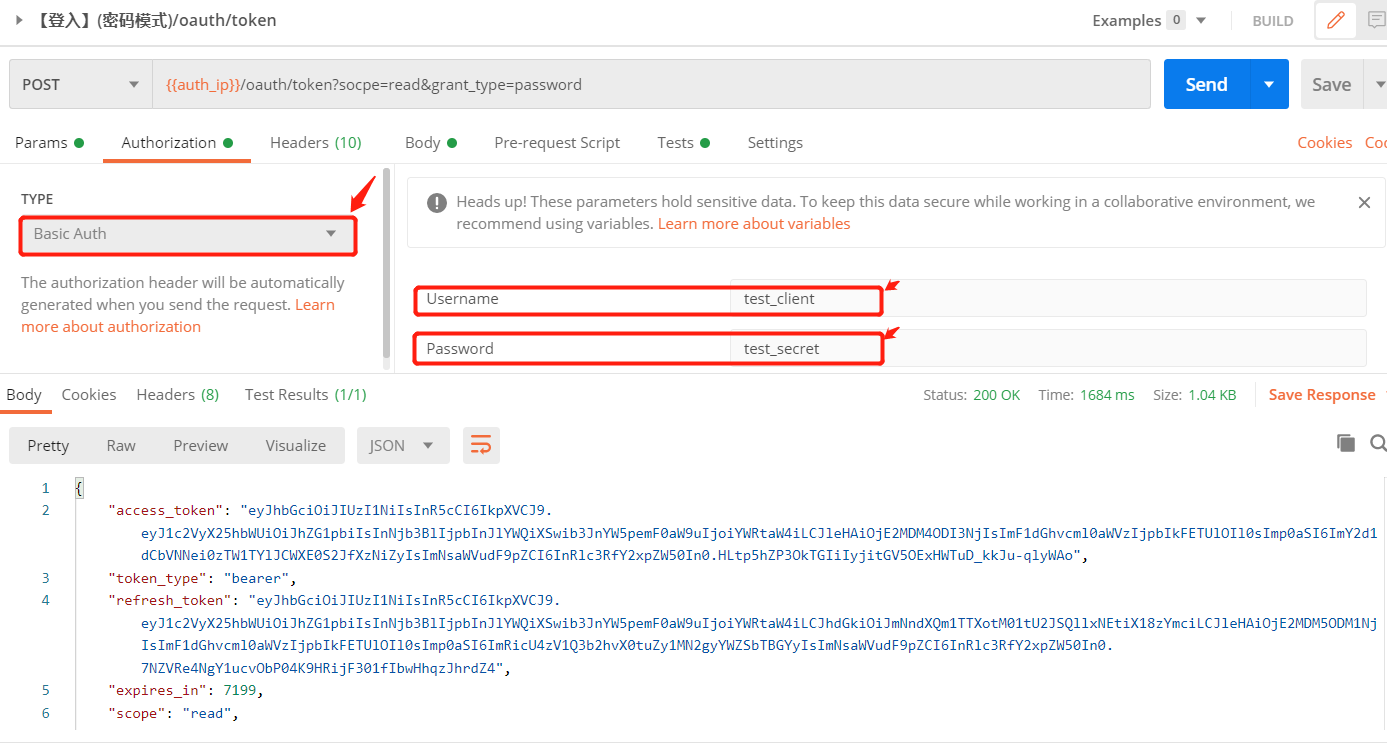 【登入】(密码模式)/oauth/token
Examples 0
BUILD
POST
{{auth_ip}}/oauth/token?socpe=read&grant_type=password
Send
Save
Params
Authorization
Headers (10)
Body
Pre-request Script
Tests
Settings
Cookies
TYPE
Basic Auth
The authorization header will be automatically
generated when you send the request. Learn
more about authorization
Heads up! These parameters hold sensitive data. To keep this data secure while working in a collaborative environment, we
recommend using variables. Learn more about variables
Username test_client
Password test_secret
Body
Cookies
Headers (8)
Test Results (1/1)
Status: 200 OK
Time: 1684 ms
Size: 1.04 KB
Save Response
Pretty
Raw
Preview
Visualize
JSON
1 {
2 "access_token": "eyJhbGciOiJIUzI1NiIsInR5cCI6IkpXVCJ9.
eyJ1c2VyX25hbWUiOiJhZG1pbiIsInNjb3BlIjpbInJlYWQiXSwib3JnYW5pemF0aW9uIjoiYWRtaW4iLCJleHAiOjE2MDM4ODI3NjIsImF1dGhvcml0aWVzIjpbIkFETUlOIl0sImp0aSI6ImY2d1
dCbVNNei0zTW1TYlJCWXE0S2JfXzNiZyIsImNsaWVudF9pZCI6InRlc3RfY2xpZW50In0.HLtp5hZP3OkTGIiIyjitGV5OExHWTuD_kkJu-qlyWAo",
3 "token_type": "bearer",
4 "refresh_token": "eyJhbGciOiJIUzI1NiIsInR5cCI6IkpXVCJ9.
eyJ1c2VyX25hbWUiOiJhZG1pbiIsInNjb3BlIjpbInJlYWQiXSwib3JnYW5pemF0aW9uIjoiYWRtaW4iLCJhdGkiOiJmNndXQm1TTXotM01tU2JSQllxNEtiX18zYmciLCJleHAiOjE2MDM5ODM1Nj
IsImF1dGhvcml0aWVzIjpbIkFETUlOIl0sImp0aSI6ImRicU4zV1Q3b2hvX0tuZy1MN2gyYWZSbTBGYyIsImNsaWVudF9pZCI6InRlc3RfY2xpZW50In0.
7NZVRe4NgY1ucvObP04K9HRijF301fIbwHhqzJhrdZ4",
5 "expires_in": 7199,
6 "scope": "read",